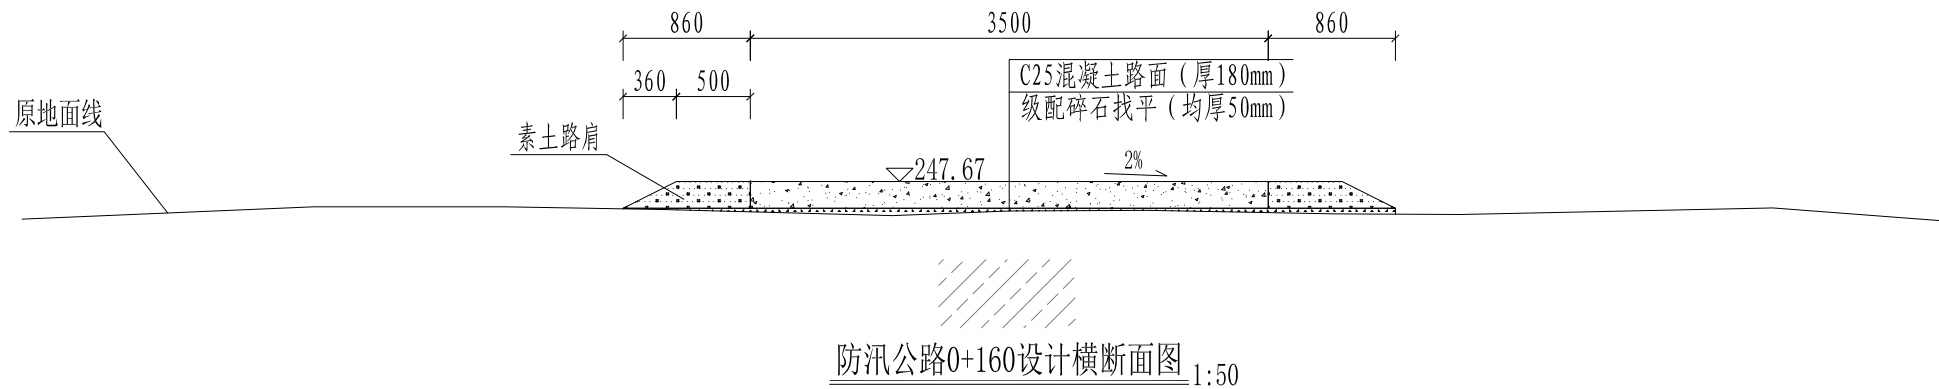 860
3500
860
360
500
C25混凝土路面（厚180mm）
级配碎石找平（均厚50mm）
原地面线
素土路肩
247.67
2%
防汛公路0+160设计横断面图 1:50